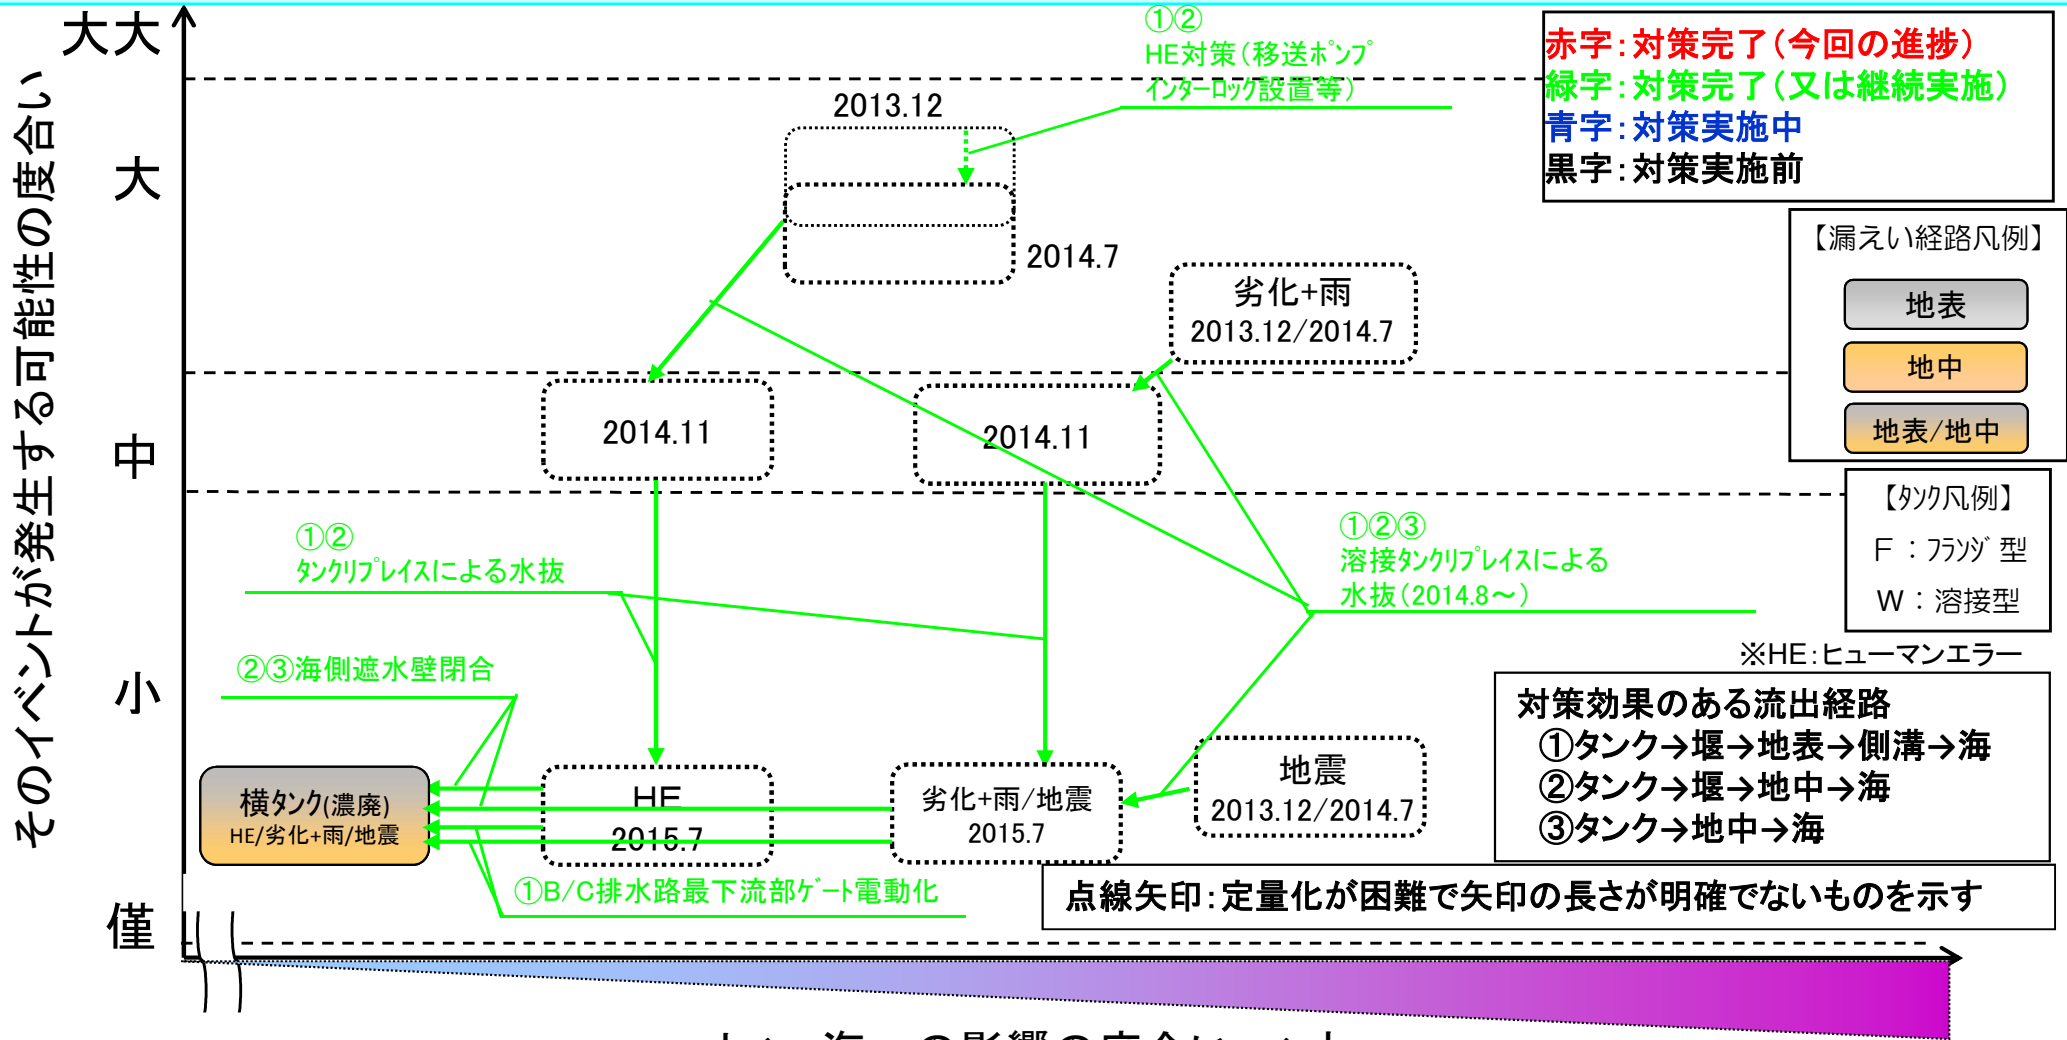 そのイベントが発生する可能性の度合い
大大
大
中
小
僅
①②
HE対策(移送ポンプ
インターロック設置等)
赤字:対策完了(今回の進捗)
緑字:対策完了(又は継続実施)
青字:対策実施中
黒字:対策実施前
2013.12
2014.7
【漏えい経路凡例】
地表
地中
地表/地中
劣化+雨
2013.12/2014.7
2014.11
2014.11
【タンク凡例】
F:フランジ型
W:溶接型
※HE:ヒューマンエラー
①②
タンクリプレイスによる水抜
①②③
溶接タンクリプレイスによる
水抜(2014.8~)
②③海側遮水壁閉合
対策効果のある流出経路
①タンク→堰→地表→側溝→海
②タンク→堰→地中→海
③タンク→地中→海
横タンク(濃廃)
HE/劣化+雨/地震
HE
2015.7
劣化+雨/地震
2015.7
地震
2013.12/2014.7
①B/C排水路最下流部ゲート電動化
点線矢印:定量化が困難で矢印の長さが明確でないものを示す